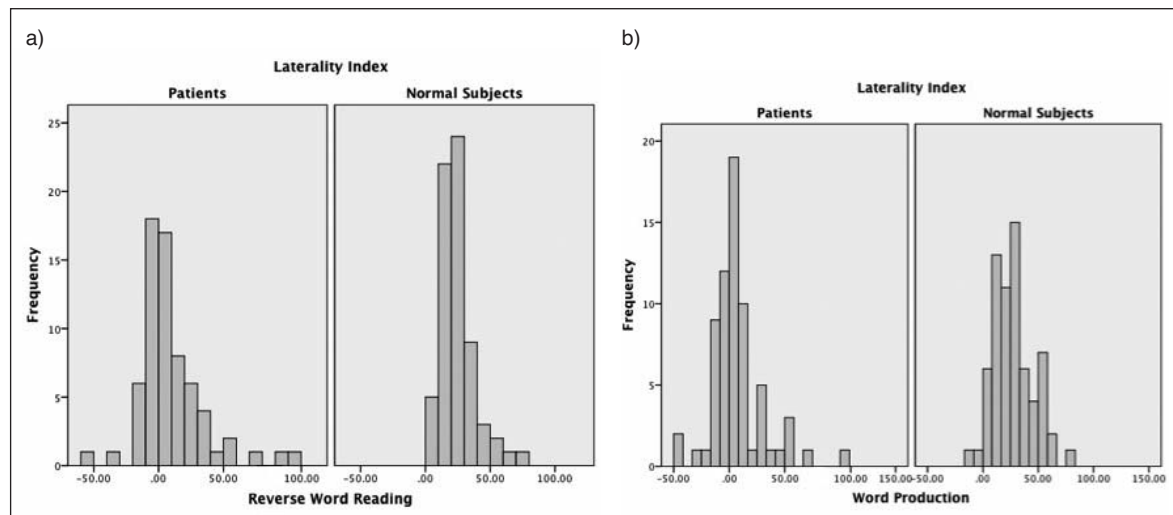 a)
Laterality Index
Patients Normal Subjects
25
20
15
10
5
0
Frequency
-50.00 .00 50.00 100.00 -50.00 .00 50.00 100.00
Reverse Word Reading
b)
Laterality Index
Patients Normal Subjects
20
15
10
5
0
Frequency
-50.00 .00 50.00 100.00 150.00 -50.00 .00 50.00 100.00 150.00
Word Production